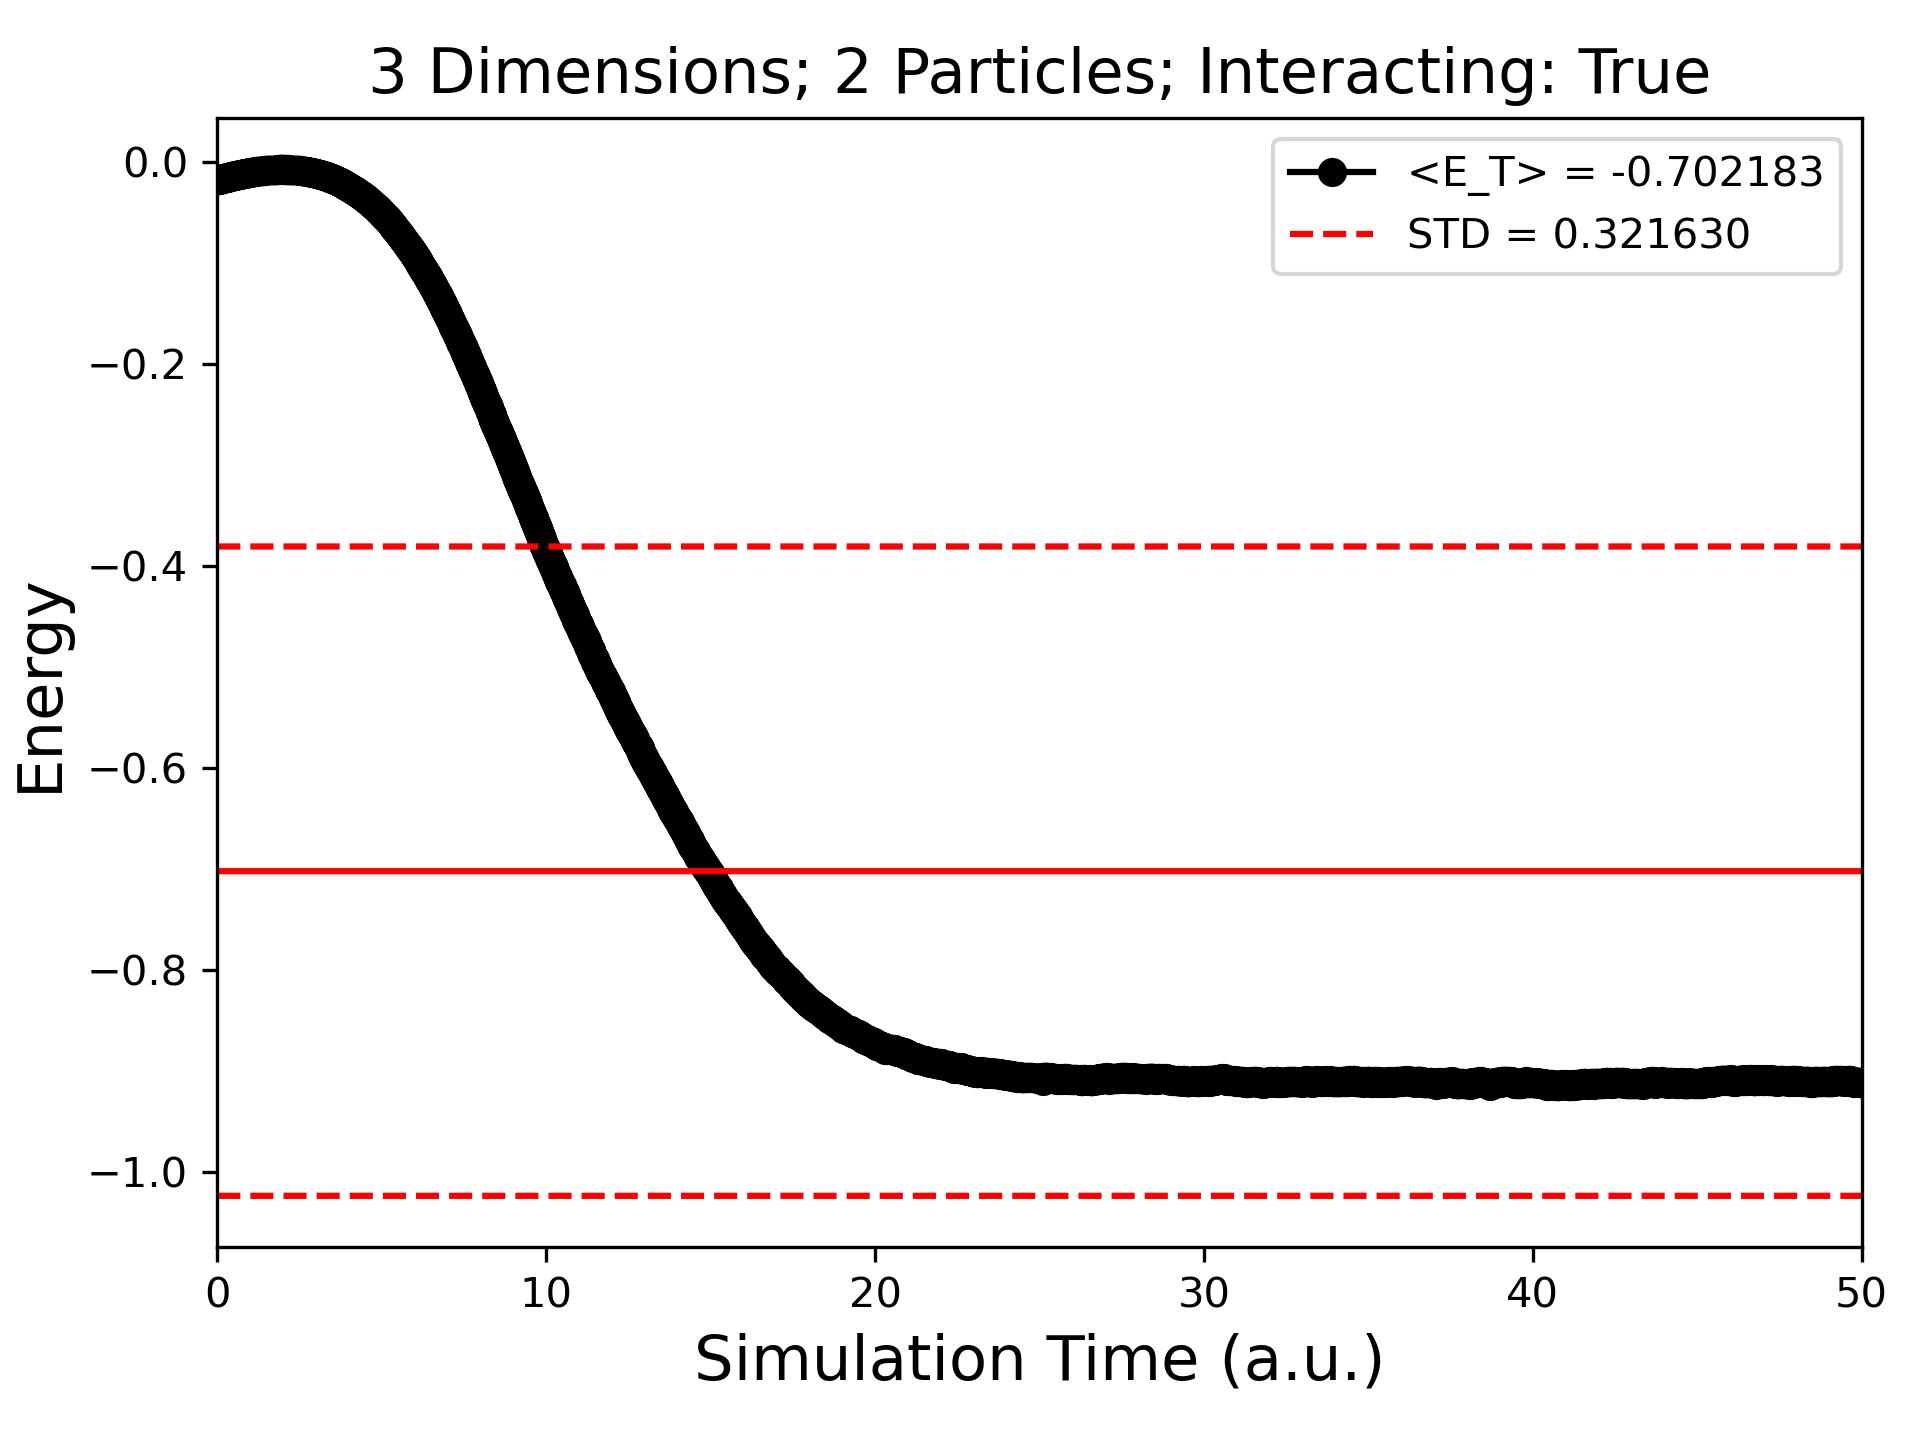 3 Dimensions; 2 Particles; Interacting: True
<E_T> = -0.702183
STD = 0.321630
0.0
−0.2
−0.4
−0.6
−0.8
−1.0
Energy
0 10 20 30 40 50
Simulation Time (a.u.)